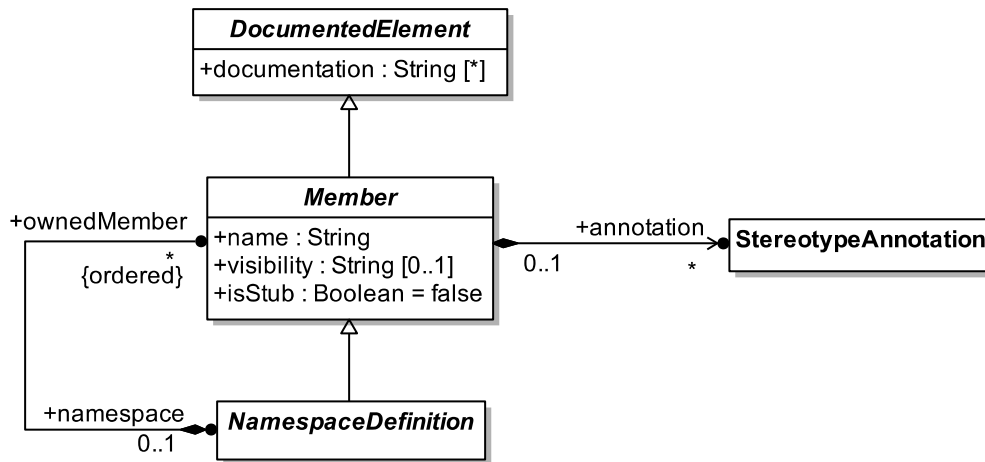 DocumentedElement
+documentation : String [*]
Member
+name : String
+visibility : String [0..1]
+isStub : Boolean = false
+ownedMember
*
{ordered}
+annotation
0..1
*
StereotypeAnnotation
+namespace
0..1
NamespaceDefinition